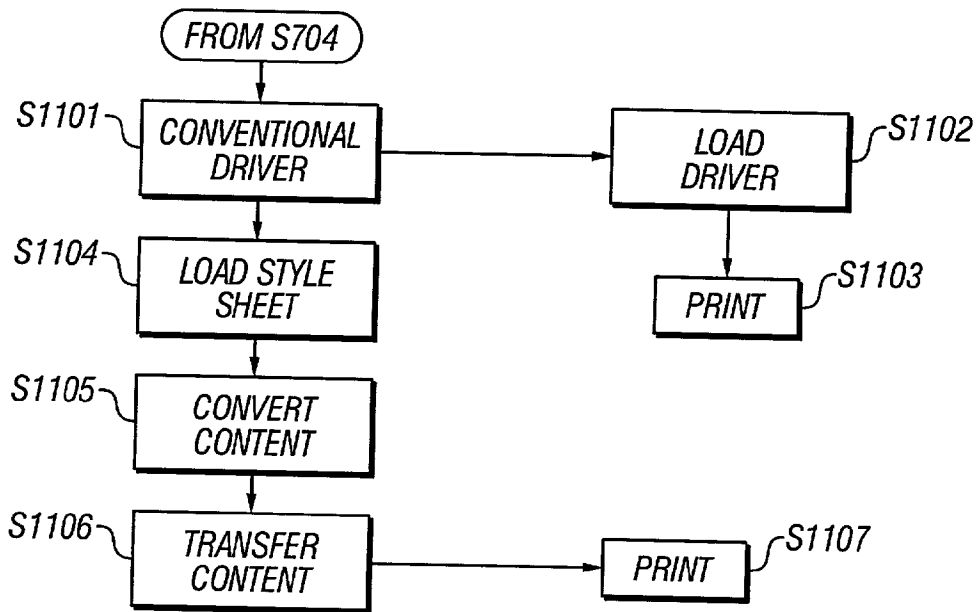 FROM S704
S1101
CONVENTIONAL
DRIVER
S1102
LOAD
DRIVER
S1104
LOAD STYLE
SHEET
S1103
PRINT
S1105
CONVERT
CONTENT
S1106
TRANSFER
CONTENT
S1107
PRINT